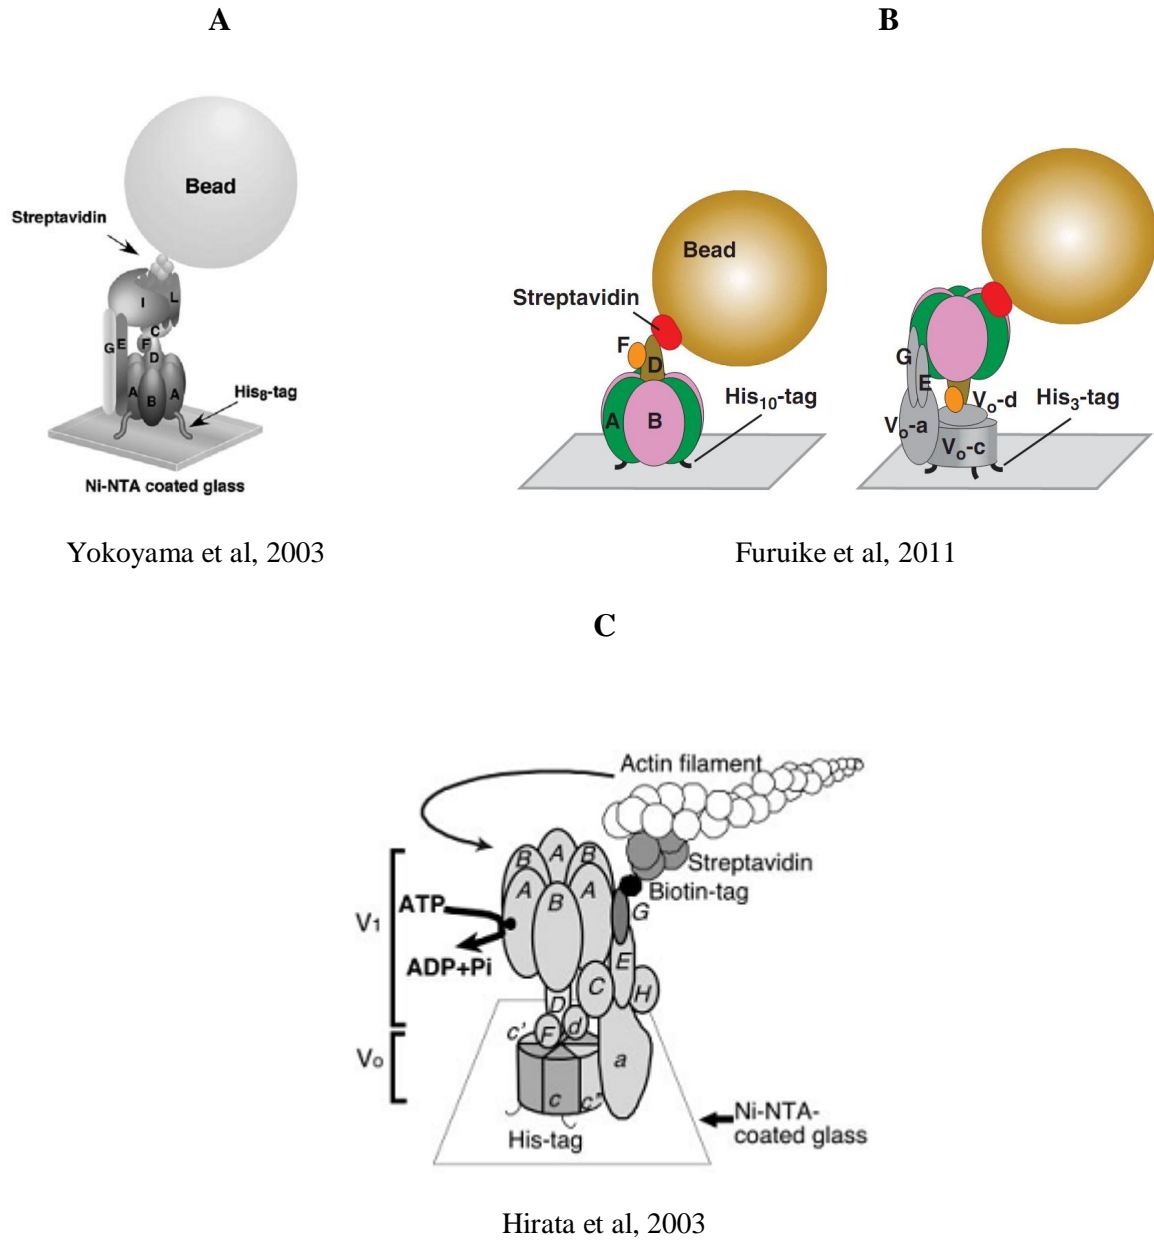 A
B
Bead
Streptavidin
I
L
C
G
E
F
D
A
B
A
His8-tag
Ni-NTA coated glass
Bead
Streptavidin
F
D
A
B
His10-tag
G
E
Vo-d
Vo-a
Vo-c
His3-tag
Yokoyama et al, 2003
Furuike et al, 2011
C
Actin filament
Streptavidin
Biotin-tag
B
A
B
A
B
A
G
V1
ATP
ADP+Pi
E
C
H
D
c'
F
d
Vo
a
c
c"
His-tag
Ni-NTA-
coated glass
Hirata et al, 2003